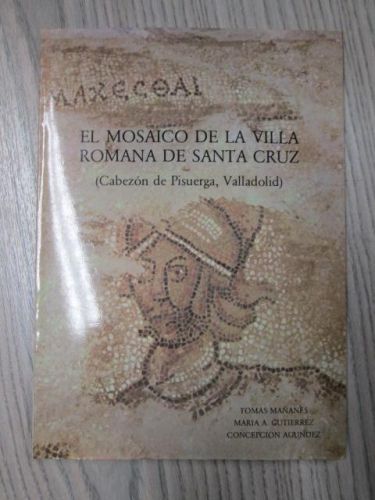 ΜΑΧΕϹΘΑΙ
EL MOSAICO DE LA VILLA
ROMANA DE SANTA CRUZ
(Cabezón de Pisuerga, Valladolid)
TOMAS MAÑANES
MARIA A. GUTIERREZ
CONCEPCION AGUNDEZ